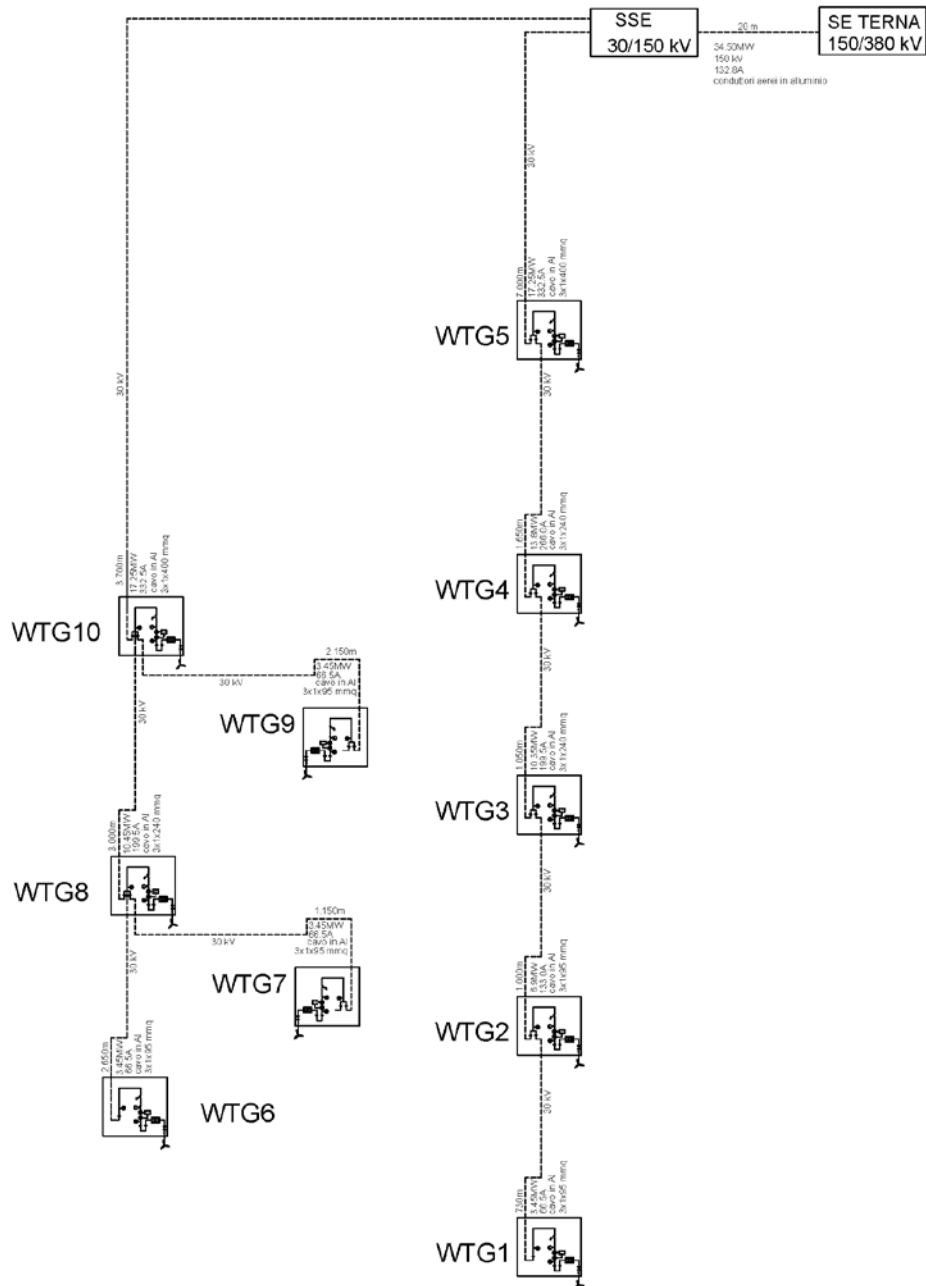 SSE
30/150 kV
20 m
34.50MW
150 kV
132.8A
conduttori aerei in alluminio
SE TERNA
150/380 kV
30 kV
7.000m
17.25MW
332.5A
cavo in Al
3x1x400 mmq
WTG5
30 kV
30 kV
1.650m
13.8MW
266.0A
cavo in Al
3x1x240 mmq
WTG4
3.700m
17.25MW
332.5A
cavo in Al
3x1x400 mmq
WTG10
30 kV
2.150m
3.45MW
66.5A
cavo in Al
3x1x95 mmq
WTG9
30 kV
30 kV
1.050m
10.35MW
199.5A
cavo in Al
3x1x240 mmq
WTG3
3.000m
10.45MW
199.5A
cavo in Al
3x1x240 mmq
WTG8
30 kV
1.150m
3.45MW
66.5A
cavo in Al
3x1x95 mmq
WTG7
30 kV
30 kV
1.000m
6.9MW
133.0A
cavo in Al
3x1x95 mmq
WTG2
2.650m
3.45MW
66.5A
cavo in Al
3x1x95 mmq
WTG6
30 kV
730m
3.45MW
66.5A
cavo in Al
3x1x95 mmq
WTG1